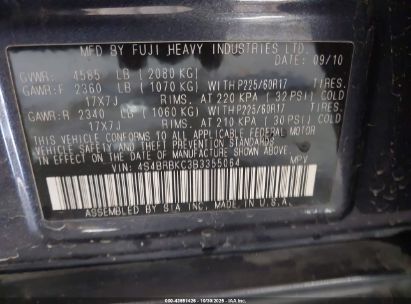 MFD. BY FUJI HEAVY INDUSTRIES LTD.
DATE: 09/10
GVWR: 4585 LB (2080 KG)
GAWR:F 2360 LB (1070 KG) WITH P225/60R17 TIRES.
17X7J RIMS, AT 220 KPA (32 PSI)
GAWR:R 2340 LB (1060 KG) WITH P225/60R17 TIRES.
17X7J RIMS, AT 210 KPA (30 PSI)
THIS VEHICLE CONFORMS TO ALL APPLICABLE FEDERAL MOTOR
VEHICLE SAFETY AND THEFT PREVENTION STANDARDS
IN EFFECT ON THE DATE OF MANUFACTURE SHOWN ABOVE.
VIN: 4S4BRBKC3B3355064 MPV
ASSEMBLED BY S.I.A. INC. MADE IN U.S.A.